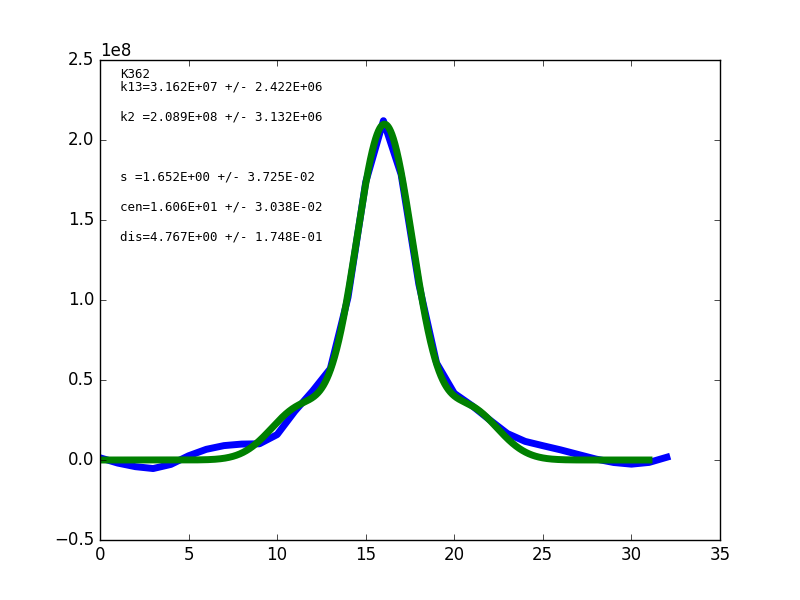 1e8
2.5
2.0
1.5
1.0
0.5
0.0
−0.5
K362
k13=3.162E+07 +/- 2.422E+06
k2 =2.089E+08 +/- 3.132E+06
s =1.652E+00 +/- 3.725E-02
cen=1.606E+01 +/- 3.038E-02
dis=4.767E+00 +/- 1.748E-01
0 5 10 15 20 25 30 35